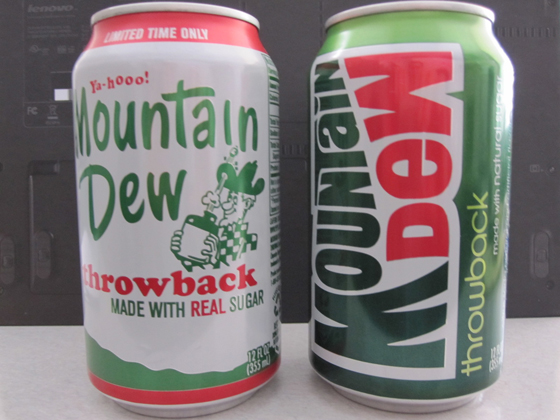 lenovo
LIMITED TIME ONLY
Ya-hooo!
Mountain
Dew
throwback
MADE WITH REAL SUGAR
12 FL OZ
(355 mL)
MOUNTAIN
DEW
throwback
made with natural sugar